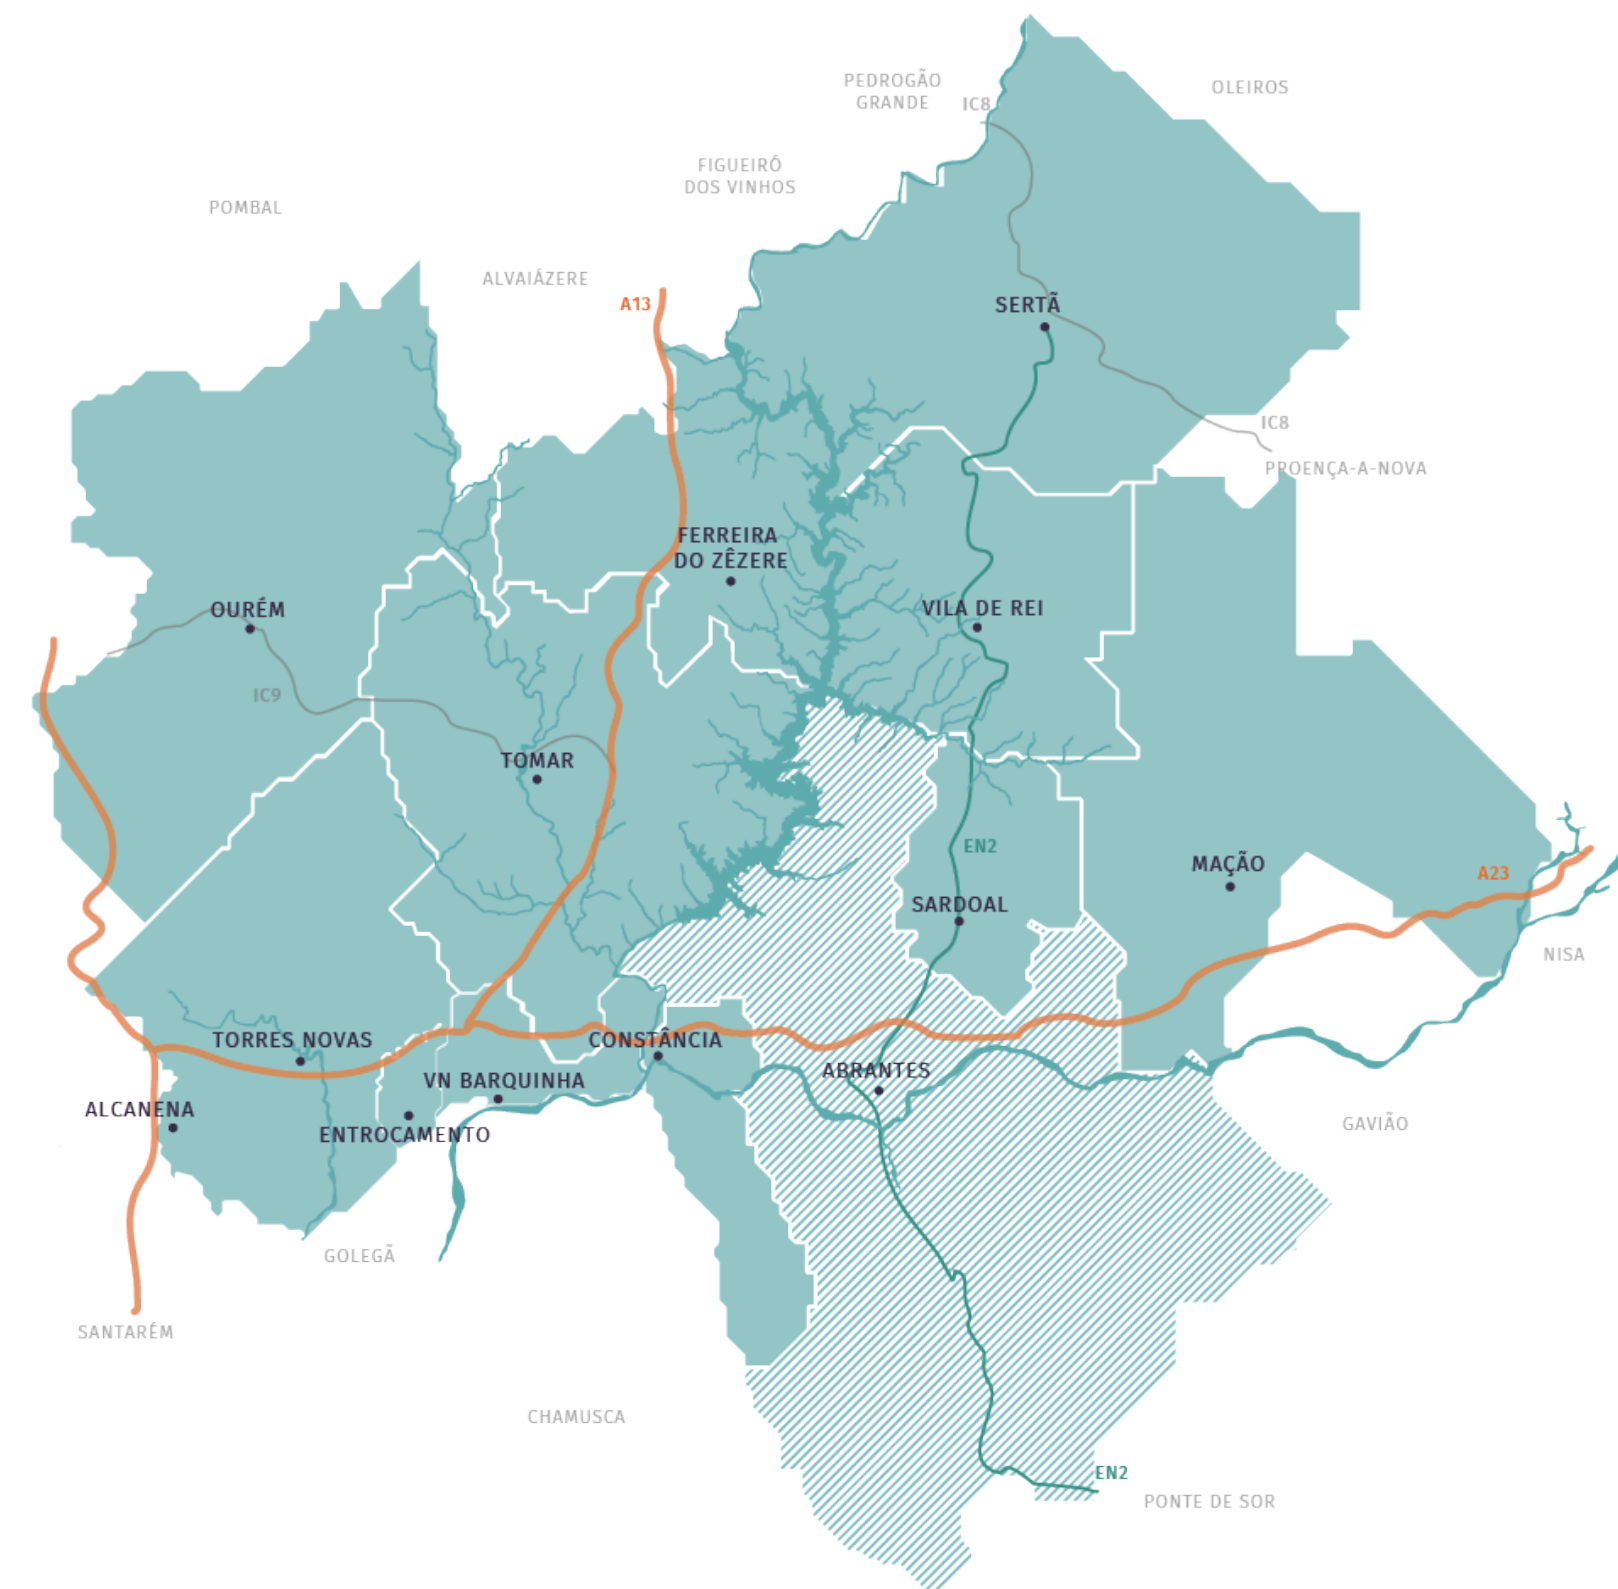 PEDROGÃO
GRANDE
IC8
OLEIROS
FIGUEIRÓ
DOS VINHOS
POMBAL
ALVAIÁZERE
A13
SERTÃ
IC8
PROENÇA-A-NOVA
FERREIRA
DO ZÊZERE
OURÉM
VILA DE REI
IC9
TOMAR
EN2
MAÇÃO
A23
SARDOAL
NISA
TORRES NOVAS
CONSTÂNCIA
ABRANTES
VN BARQUINHA
ALCANENA
ENTROCAMENTO
GAVIÃO
GOLEGÃ
SANTARÉM
CHAMUSCA
EN2
PONTE DE SOR